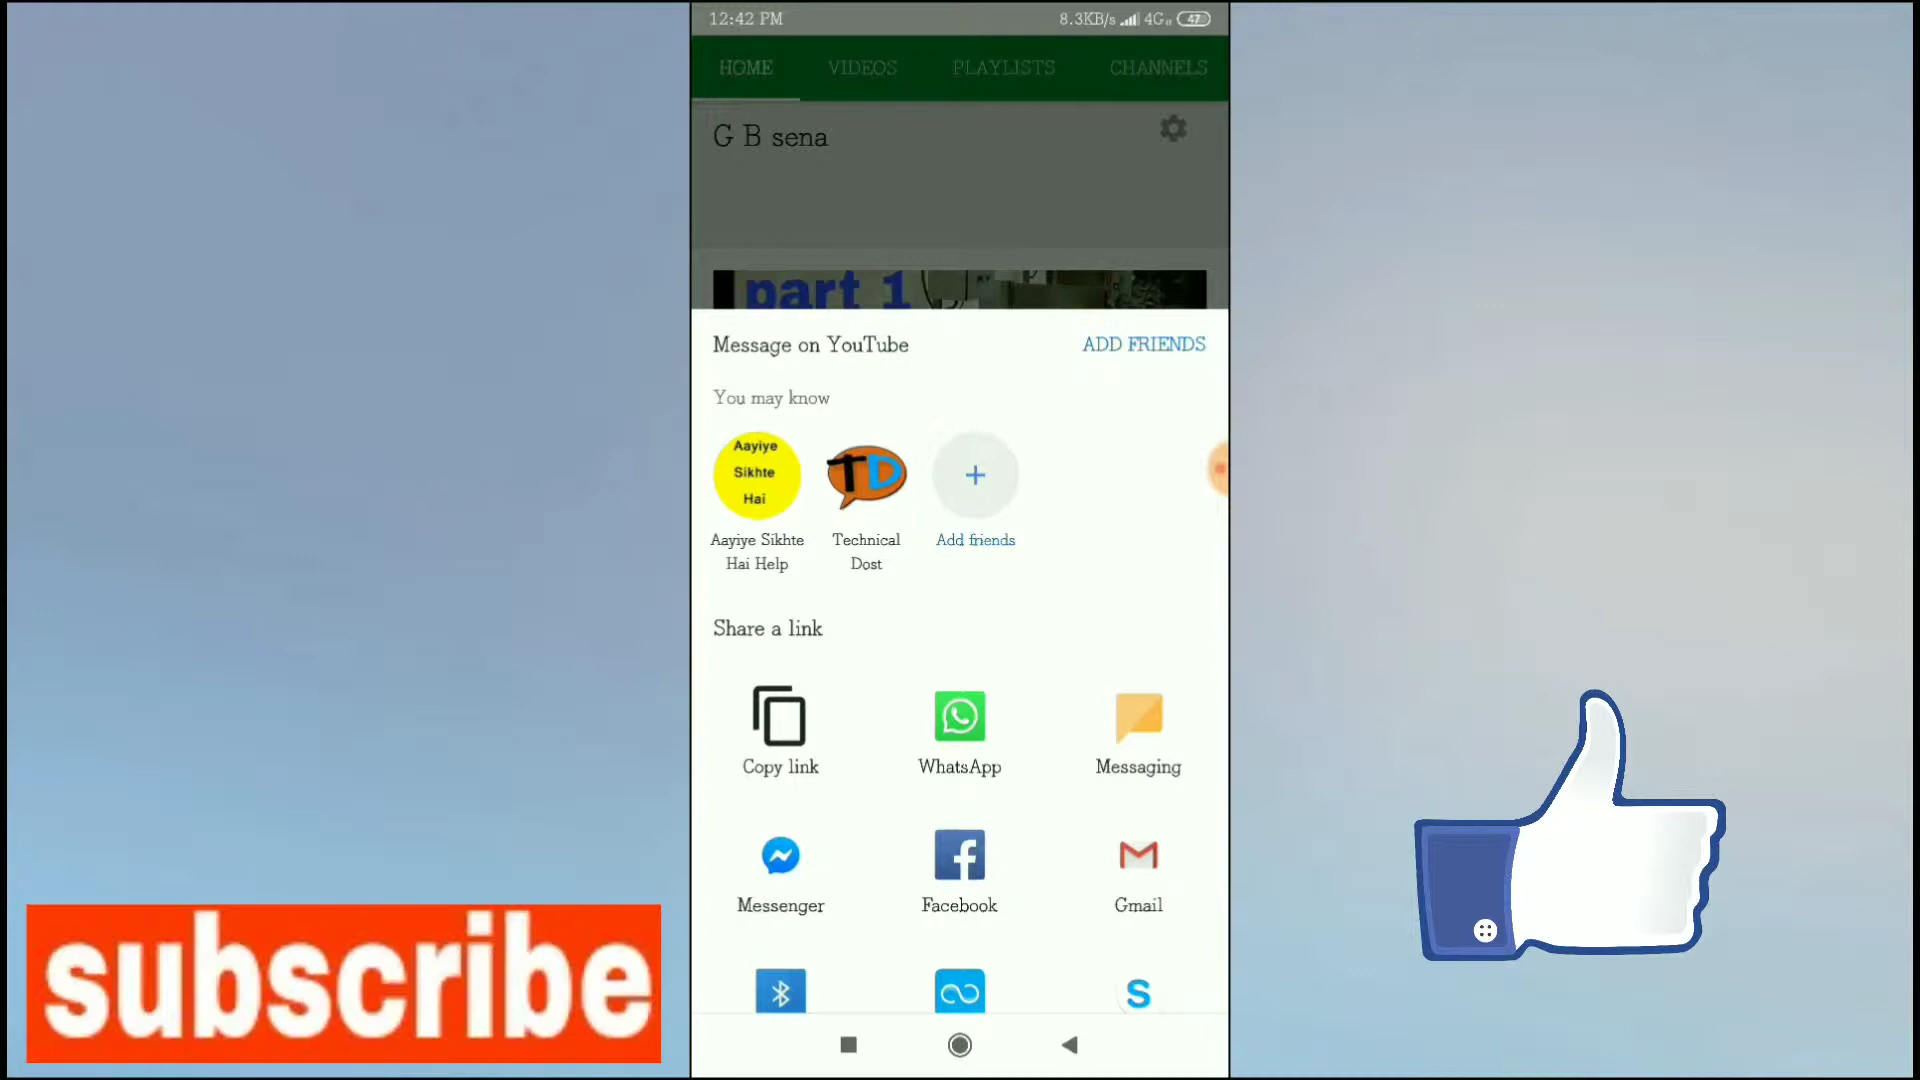 12:42 PM
8.3KB/s 4G 47
HOME VIDEOS PLAYLISTS CHANNELS
G B sena
part 1
Message on YouTube
ADD FRIENDS
You may know
Aayiye
Sikhte
Hai
TD
Aayiye Sikhte
Hai Help
Technical
Dost
Add friends
Share a link
Copy link
WhatsApp
Messaging
Messenger
Facebook
Gmail
subscribe